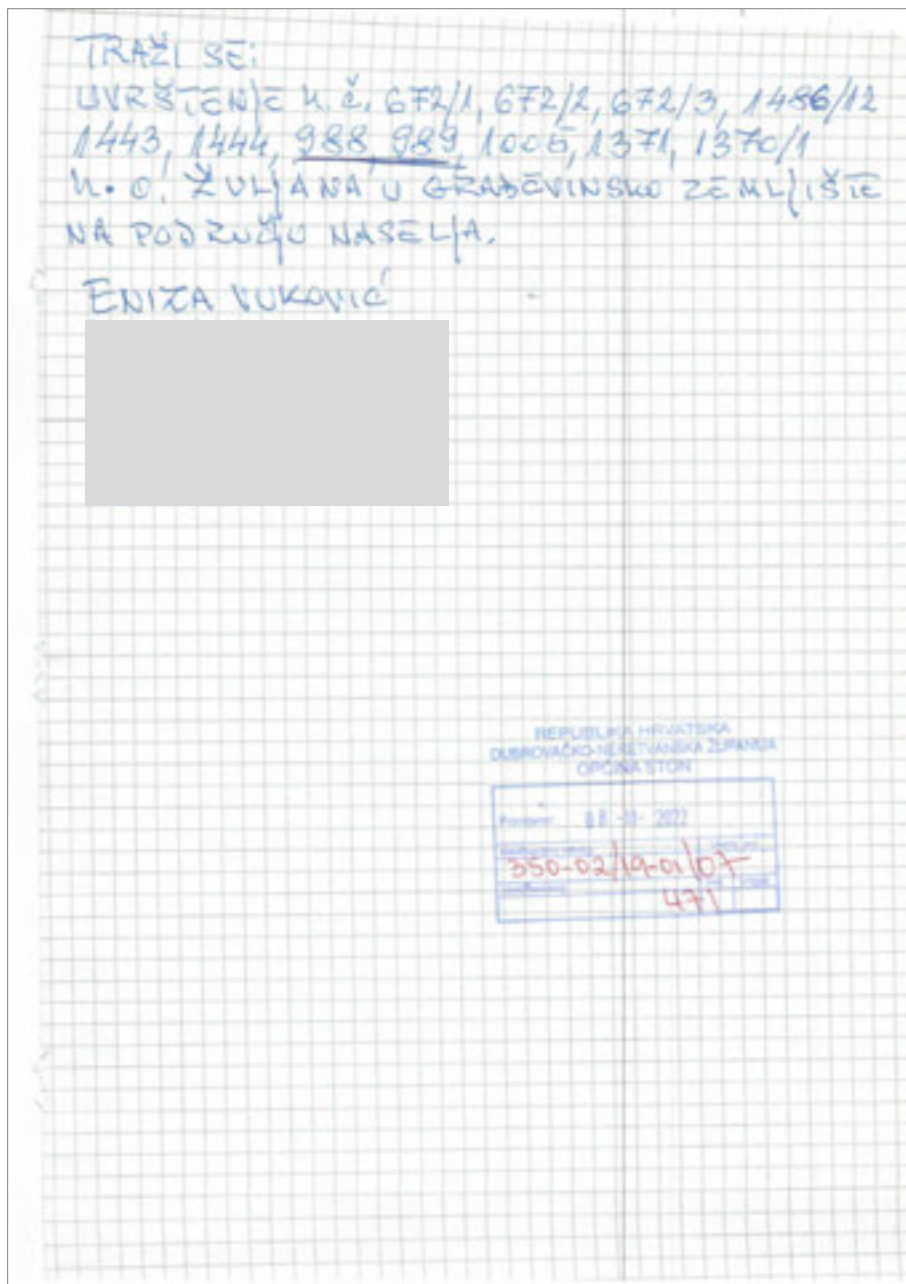 TRAŽI SE:
UVRŠTENJE K.Č. 672/1, 672/2, 672/3, 1486/12
1443, 1444, 988, 989, 1005, 1371, 1370/1
K.O. ŽULJANA U GRAĐEVINSKO ZEMLJIŠTE
NA PODRUČJU NASELJA.
ENIZA VUKOVIĆ
REPUBLIKA HRVATSKA
DUBROVAČKO-NERETVANSKA ŽUPANIJA
OPĆINA STON
2022
350-02/19-01/07
471